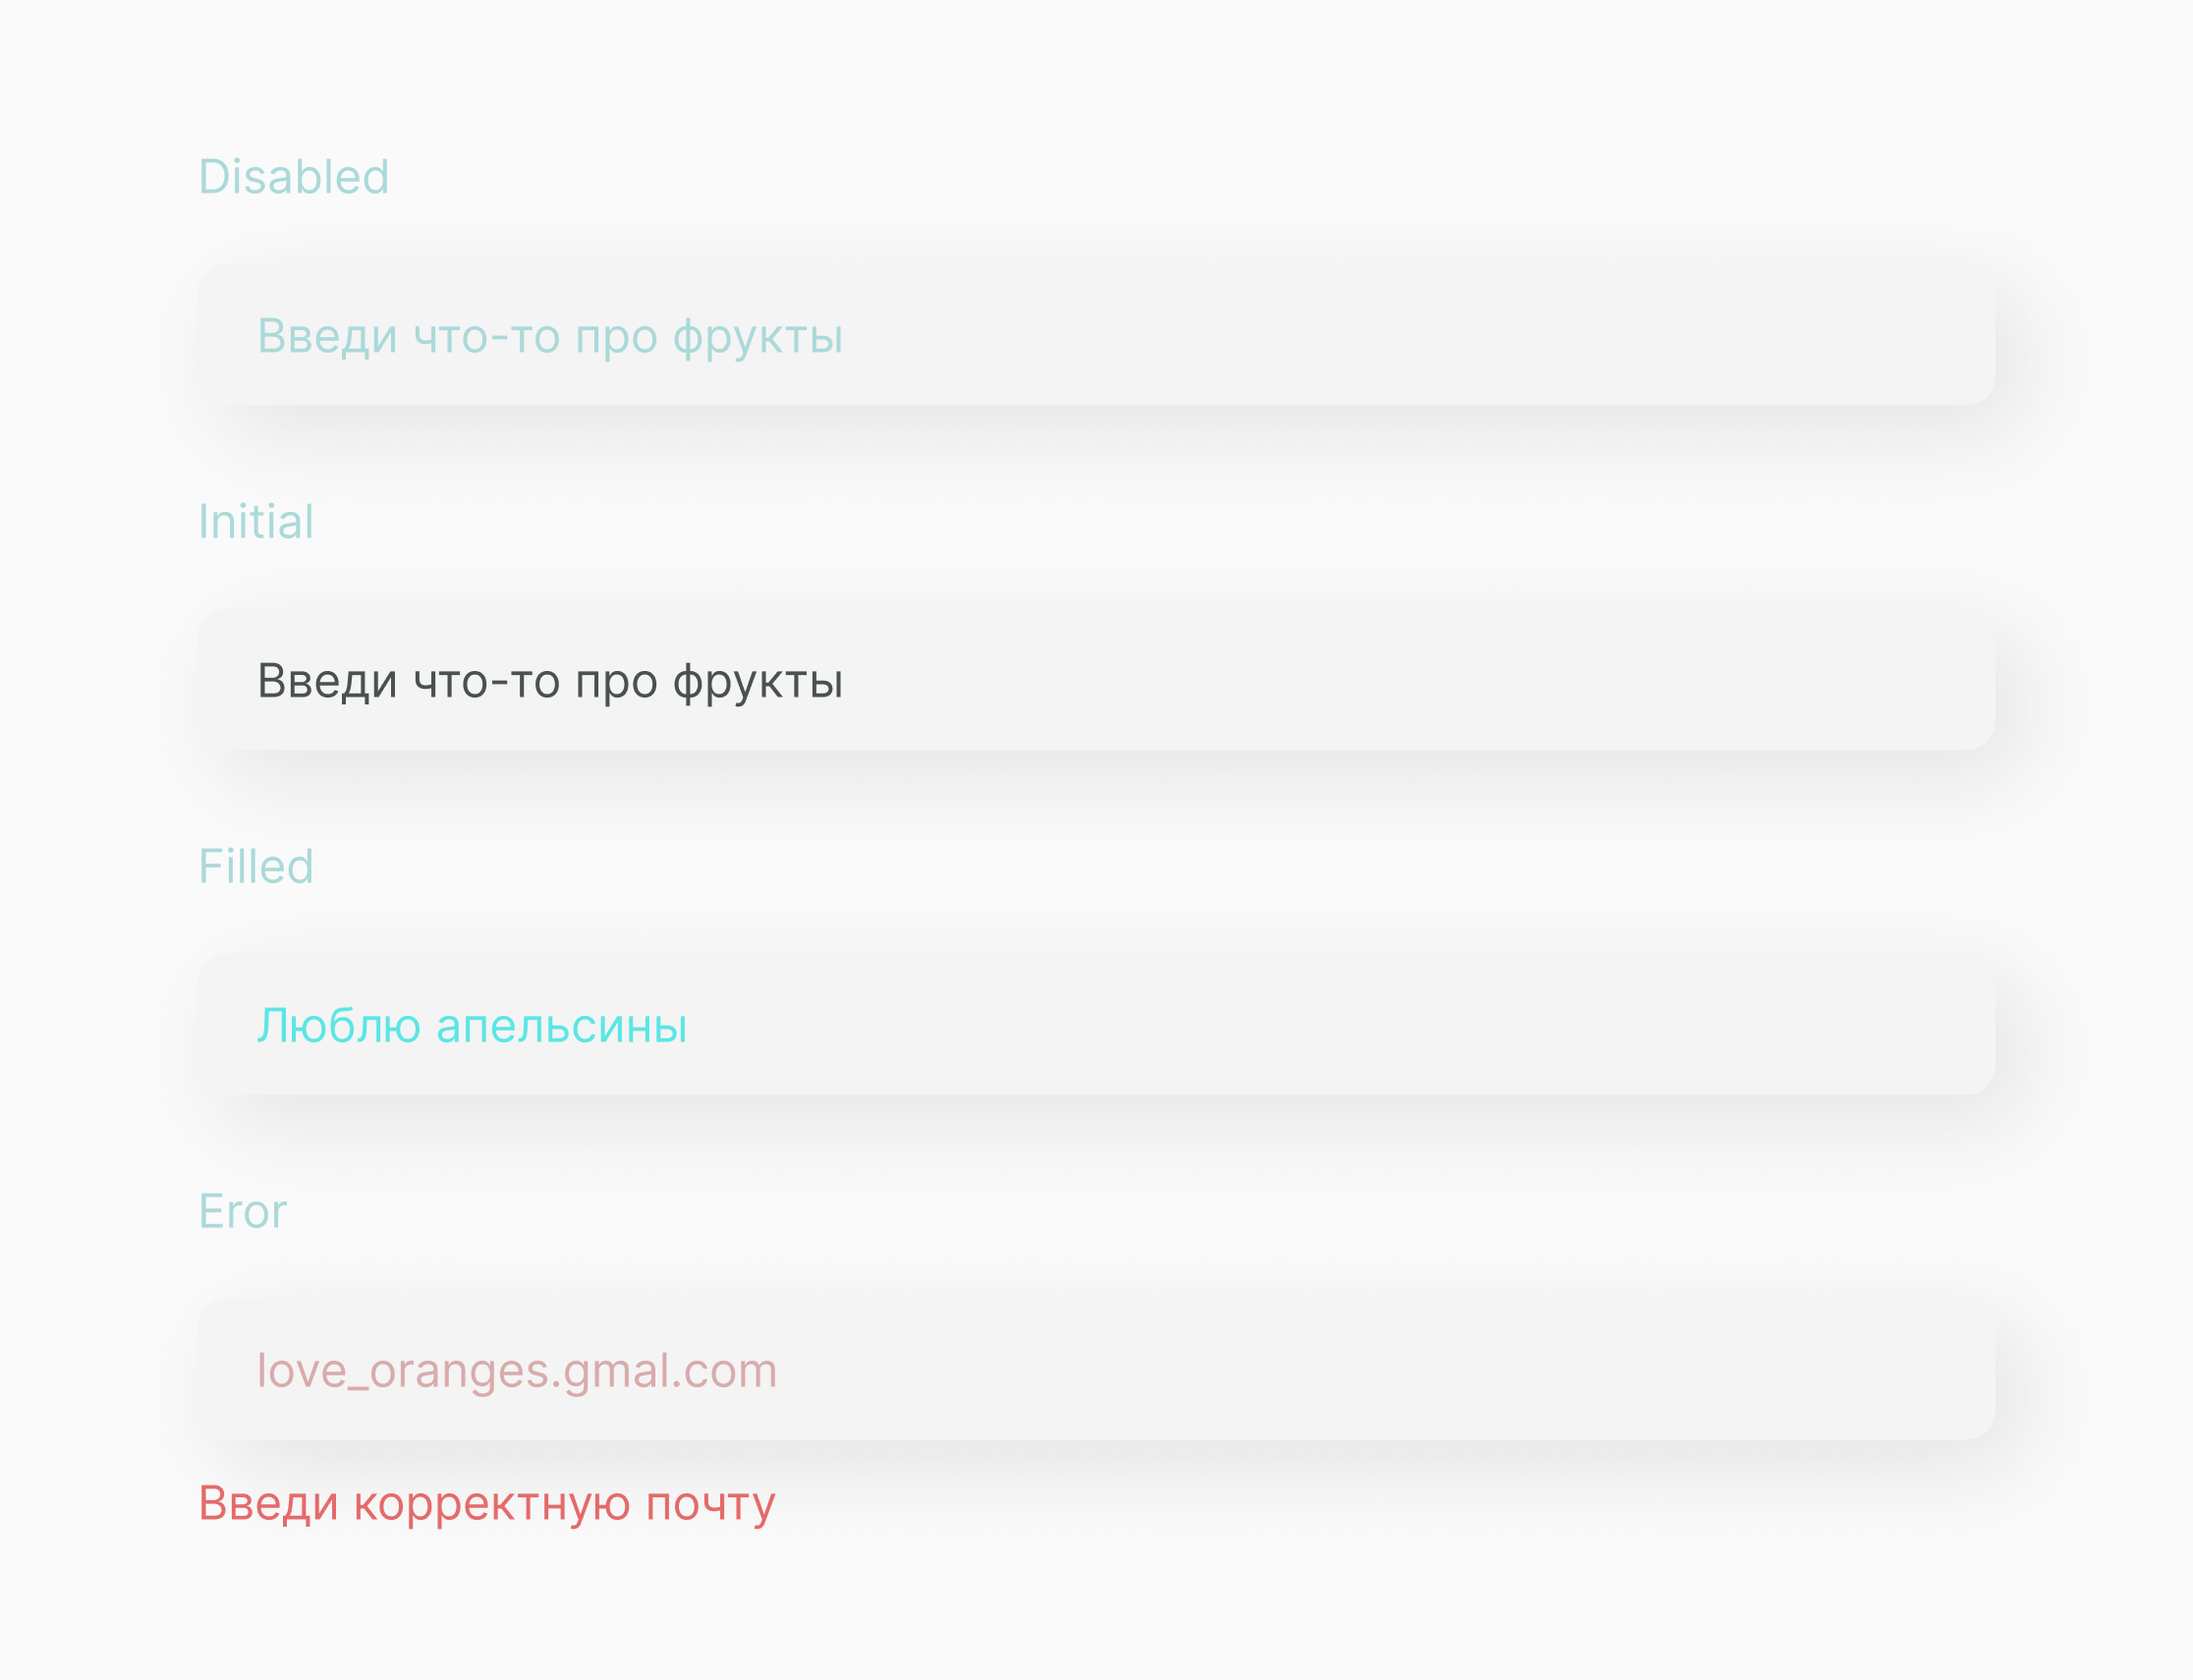 Disabled
Введи что-то про фрукты
Initial
Введи что-то про фрукты
Filled
Люблю апельсины
Eror
love_oranges.gmal.com
Введи корректную почту